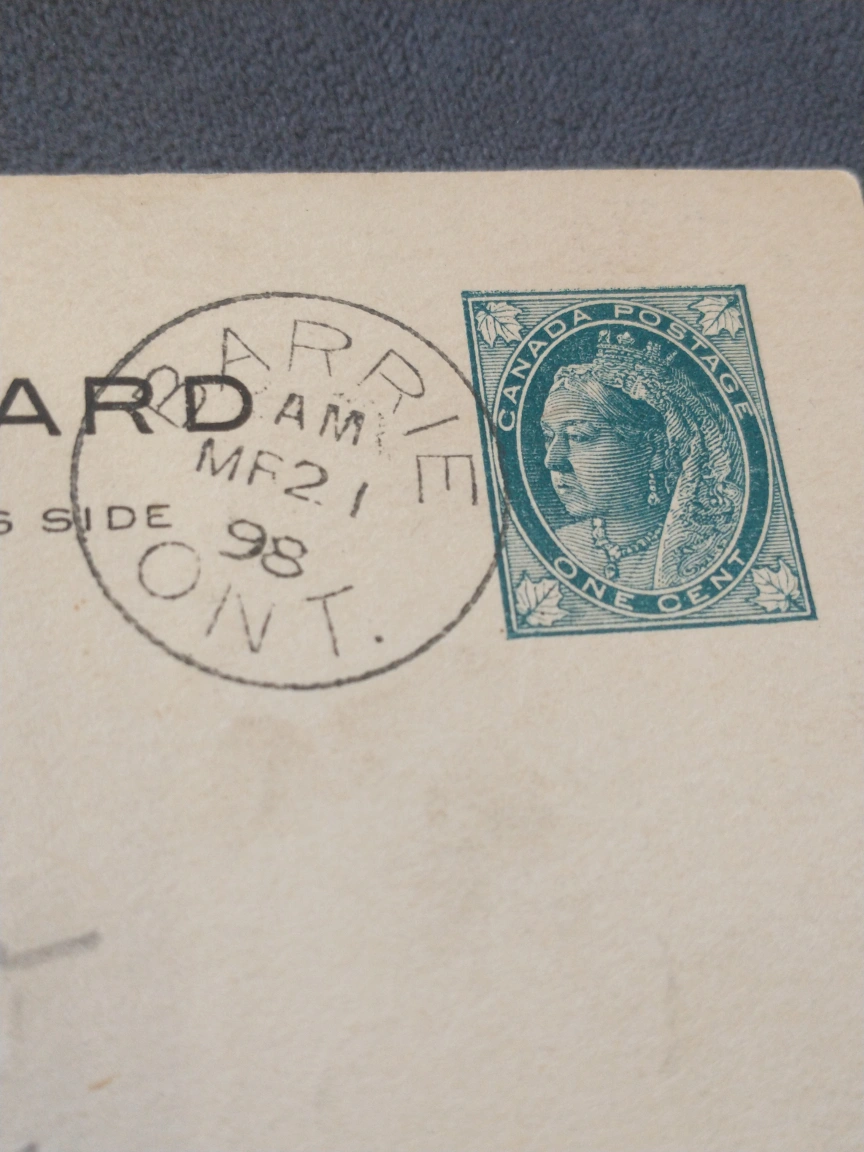 BARRIE
AM
MR 21
98
ONT.
CANADA POSTAGE
ONE CENT
ARD
S SIDE